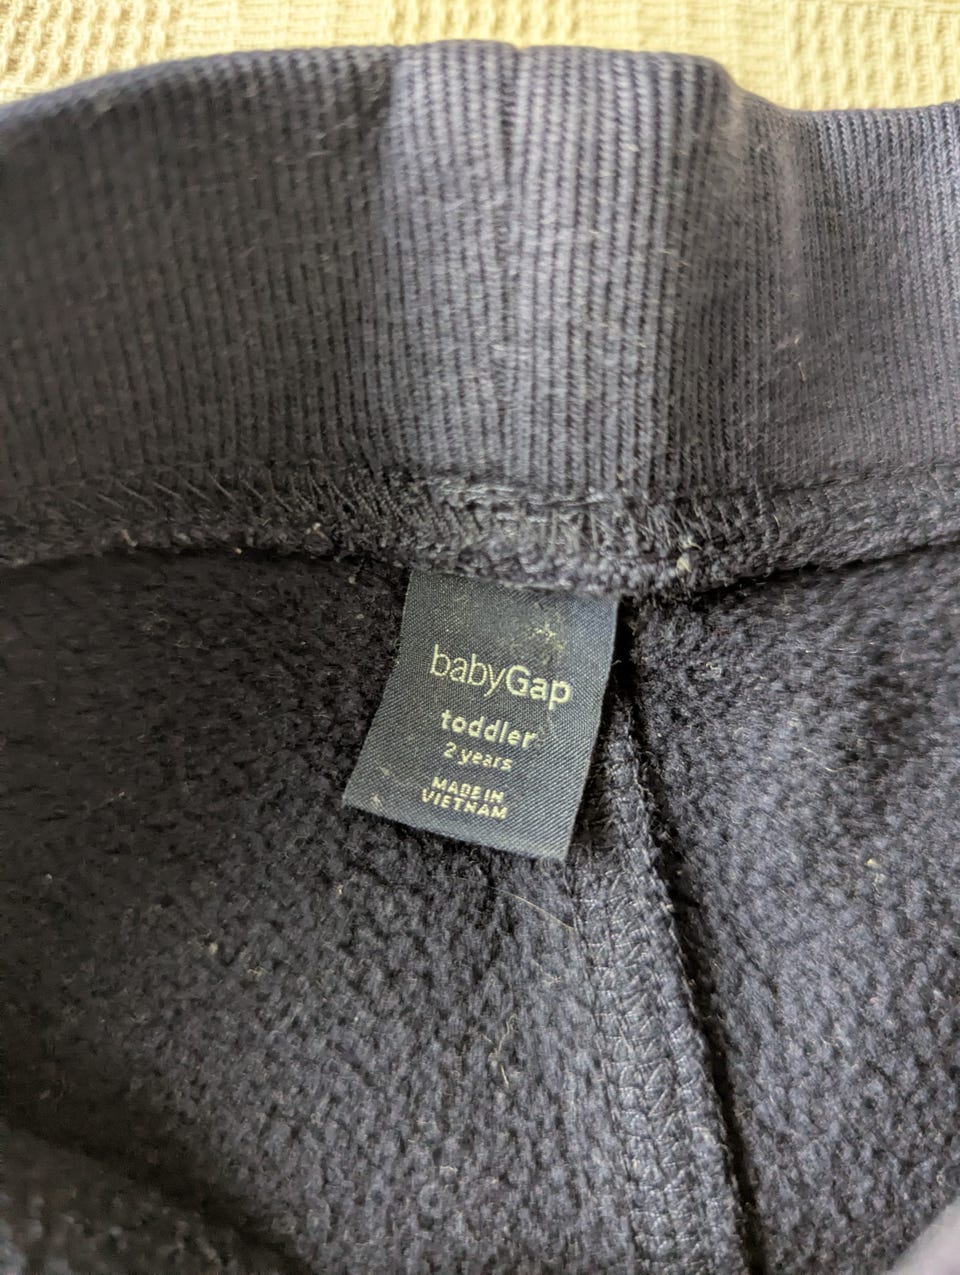 babyGap
toddler
2 years
MADE IN
VIETNAM